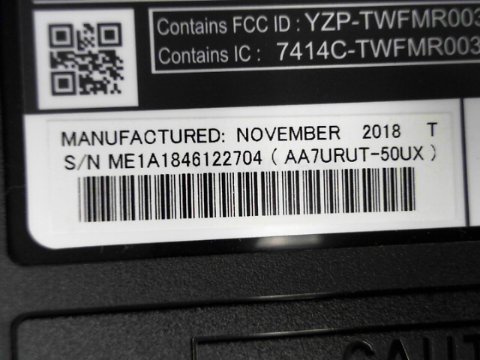 Contains FCC ID : YZP-TWFMR003
Contains IC : 7414C-TWFMR003
MANUFACTURED: NOVEMBER 2018 T
S/N ME1A1846122704 ( AA7URUT-50UX )